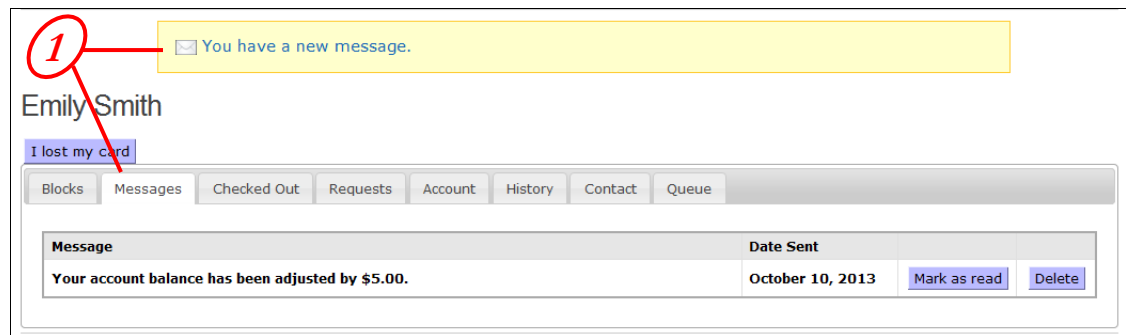 1
You have a new message.
Emily Smith
I lost my card
Blocks Messages Checked Out Requests Account History Contact Queue
Message Date Sent
Your account balance has been adjusted by $5.00. October 10, 2013 Mark as read Delete